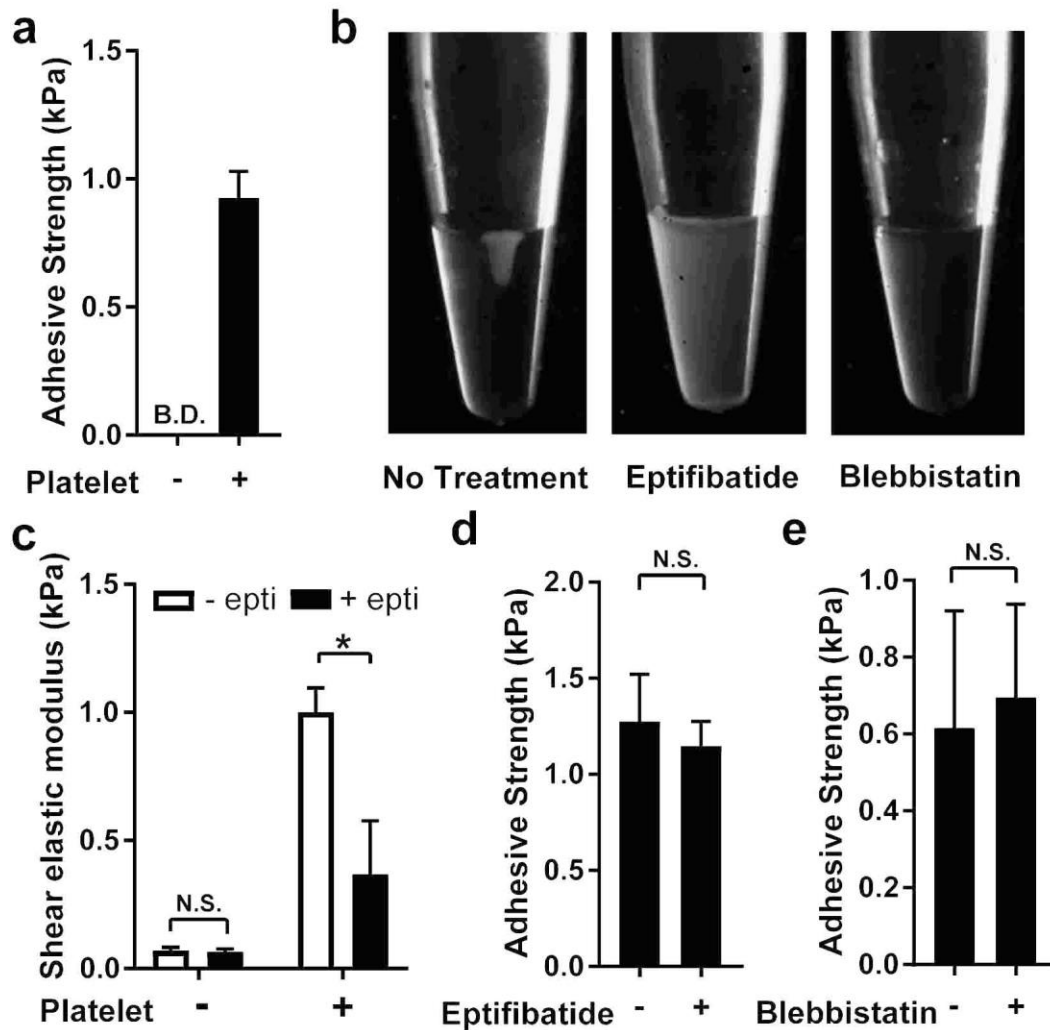 a
1.5
1.0
0.5
0.0
Adhesive Strength (kPa)
B.D.
Platelet - +
b
No Treatment Eptifibatide Blebbistatin
c
1.5
1.0
0.5
0.0
Shear elastic modulus (kPa)
- epti + epti
N.S.
*
Platelet - +
d
2.0
1.5
1.0
0.5
0.0
Adhesive Strength (kPa)
N.S.
Eptifibatide - +
e
1.0
0.8
0.6
0.4
0.2
0.0
Adhesive Strength (kPa)
N.S.
Blebbistatin - +